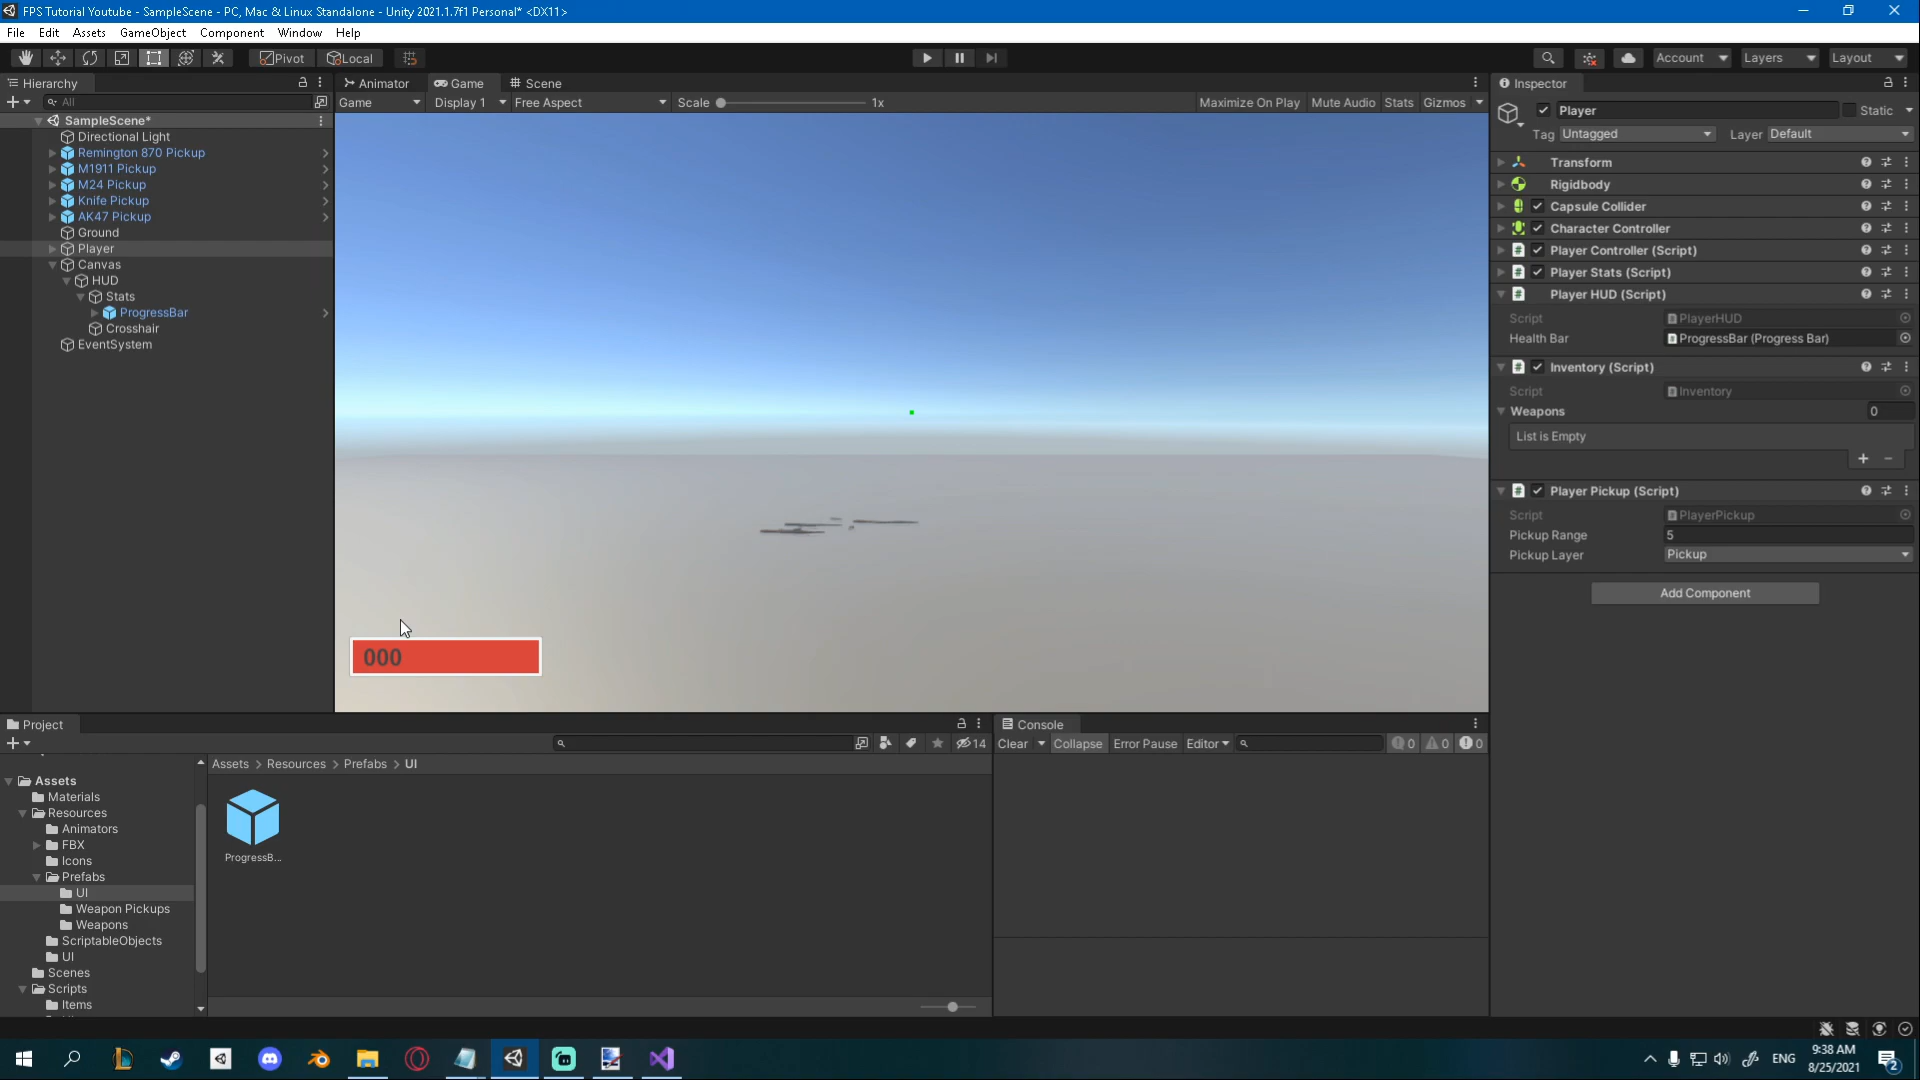 FPS Tutorial Youtube - SampleScene - PC, Mac & Linux Standalone - Unity 2021.1.7f1 Personal* <DX11>
File Edit Assets GameObject Component Window Help
Pivot Local Account Layers Layout
Hierarchy
All
SampleScene*
Directional Light
Remington 870 Pickup
M1911 Pickup
M24 Pickup
Knife Pickup
AK47 Pickup
Ground
Player
Canvas
HUD
Stats
ProgressBar
Crosshair
EventSystem
Animator Game Scene
Game Display 1 Free Aspect Scale 1x Maximize On Play Mute Audio Stats Gizmos
000
Inspector
Player Static
Tag Untagged Layer Default
Transform
Rigidbody
Capsule Collider
Character Controller
Player Controller (Script)
Player Stats (Script)
Player HUD (Script)
Script PlayerHUD
Health Bar ProgressBar (Progress Bar)
Inventory (Script)
Script Inventory
Weapons 0
List is Empty
Player Pickup (Script)
Script PlayerPickup
Pickup Range 5
Pickup Layer Pickup
Add Component
Project
14
Assets
Materials
Resources
Animators
FBX
Icons
Prefabs
UI
Weapon Pickups
Weapons
ScriptableObjects
UI
Scenes
Scripts
Items
Assets > Resources > Prefabs > UI
ProgressB...
Console
Clear Collapse Error Pause Editor 0 0 0
ENG
9:38 AM
8/25/2021
2